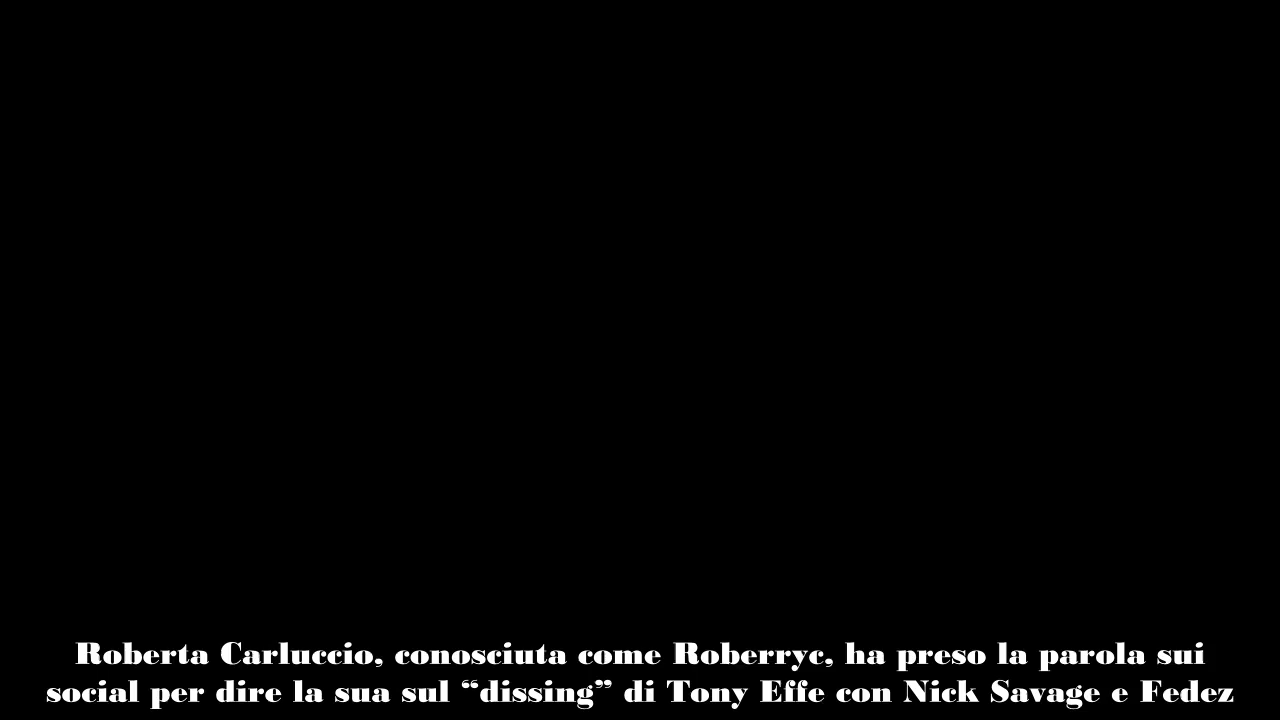 Roberta Carluccio, conosciuta come Roberryc, ha preso la parola sui
social per dire la sua sul “dissing” di Tony Effe con Nick Savage e Fedez